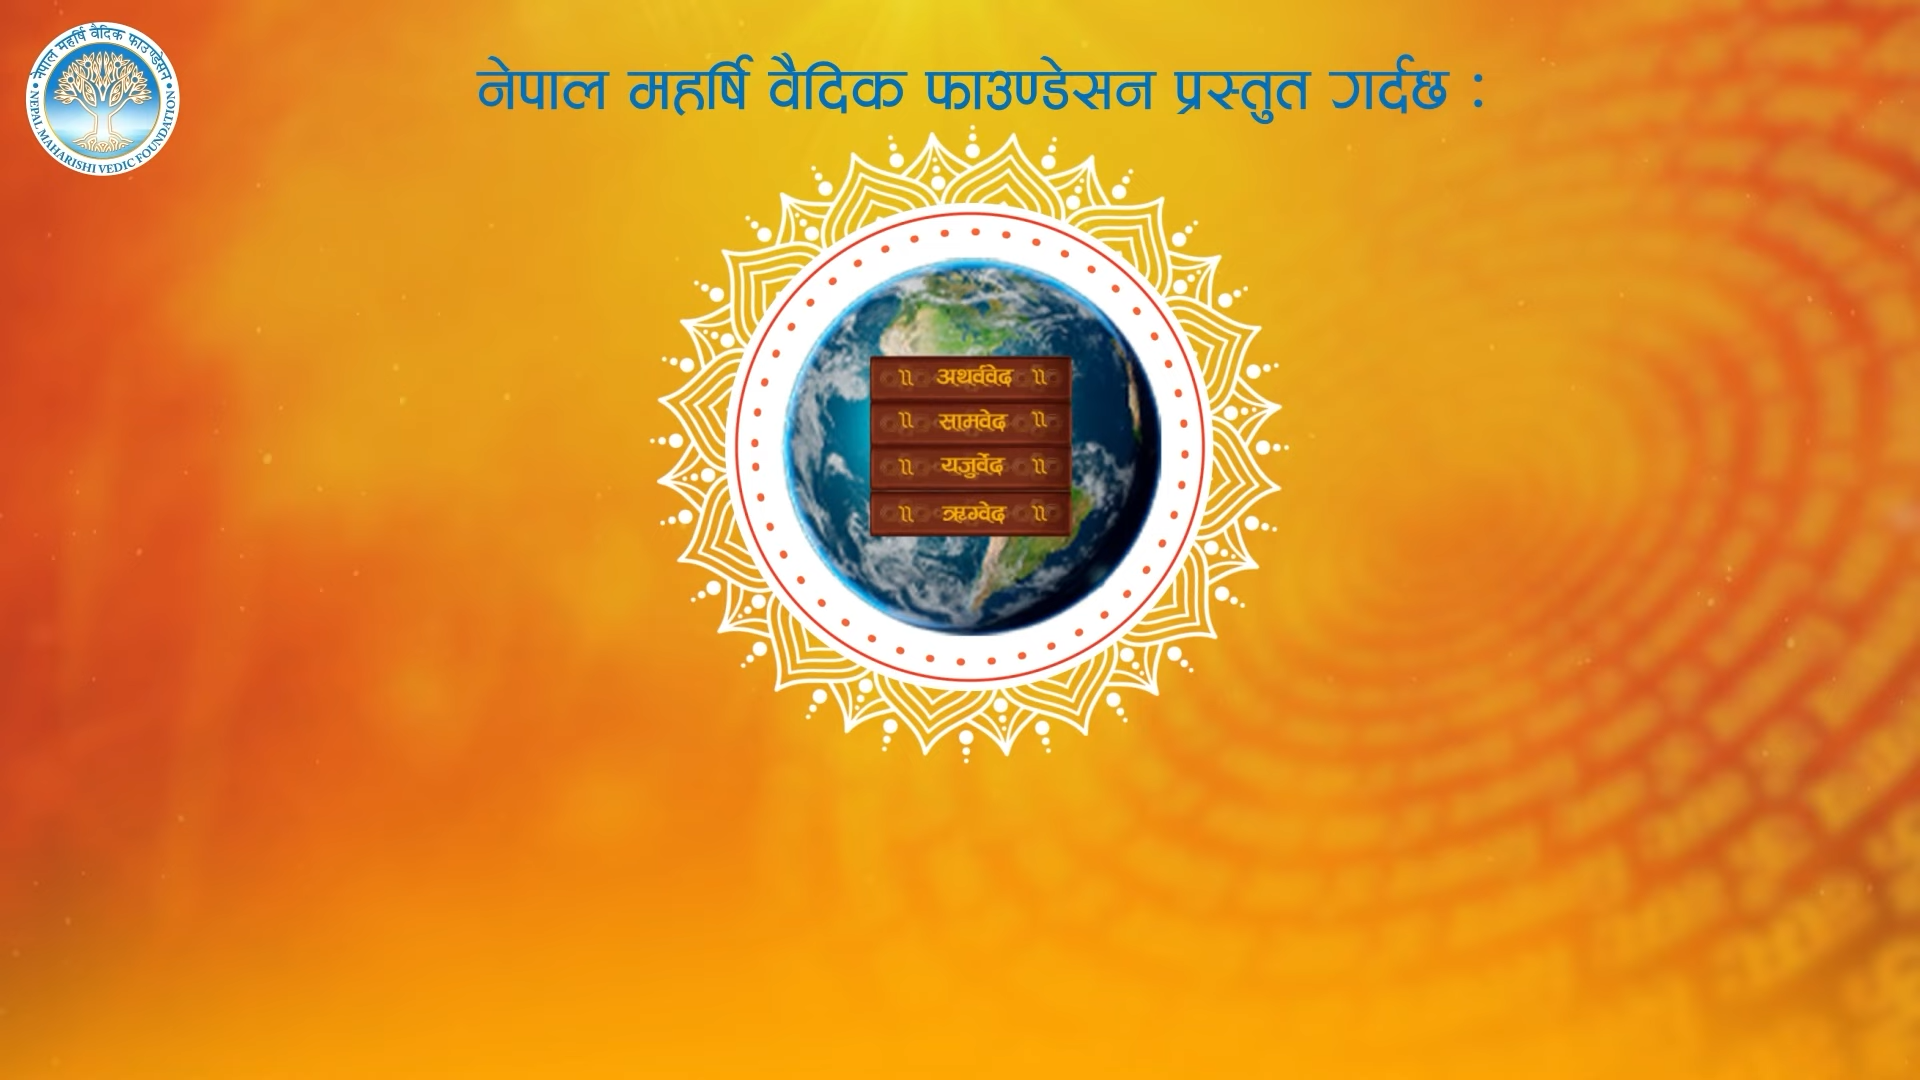 नेपाल महर्षि वैदिक फाउण्डेसन
NEPAL MAHARISHI VEDIC FOUNDATION
नेपाल महर्षि वैदिक फाउण्डेसन प्रस्तुत गर्दछ :
॥ अथर्ववेद ॥
॥ सामवेद ॥
॥ यजुर्वेद ॥
॥ ऋग्वेद ॥